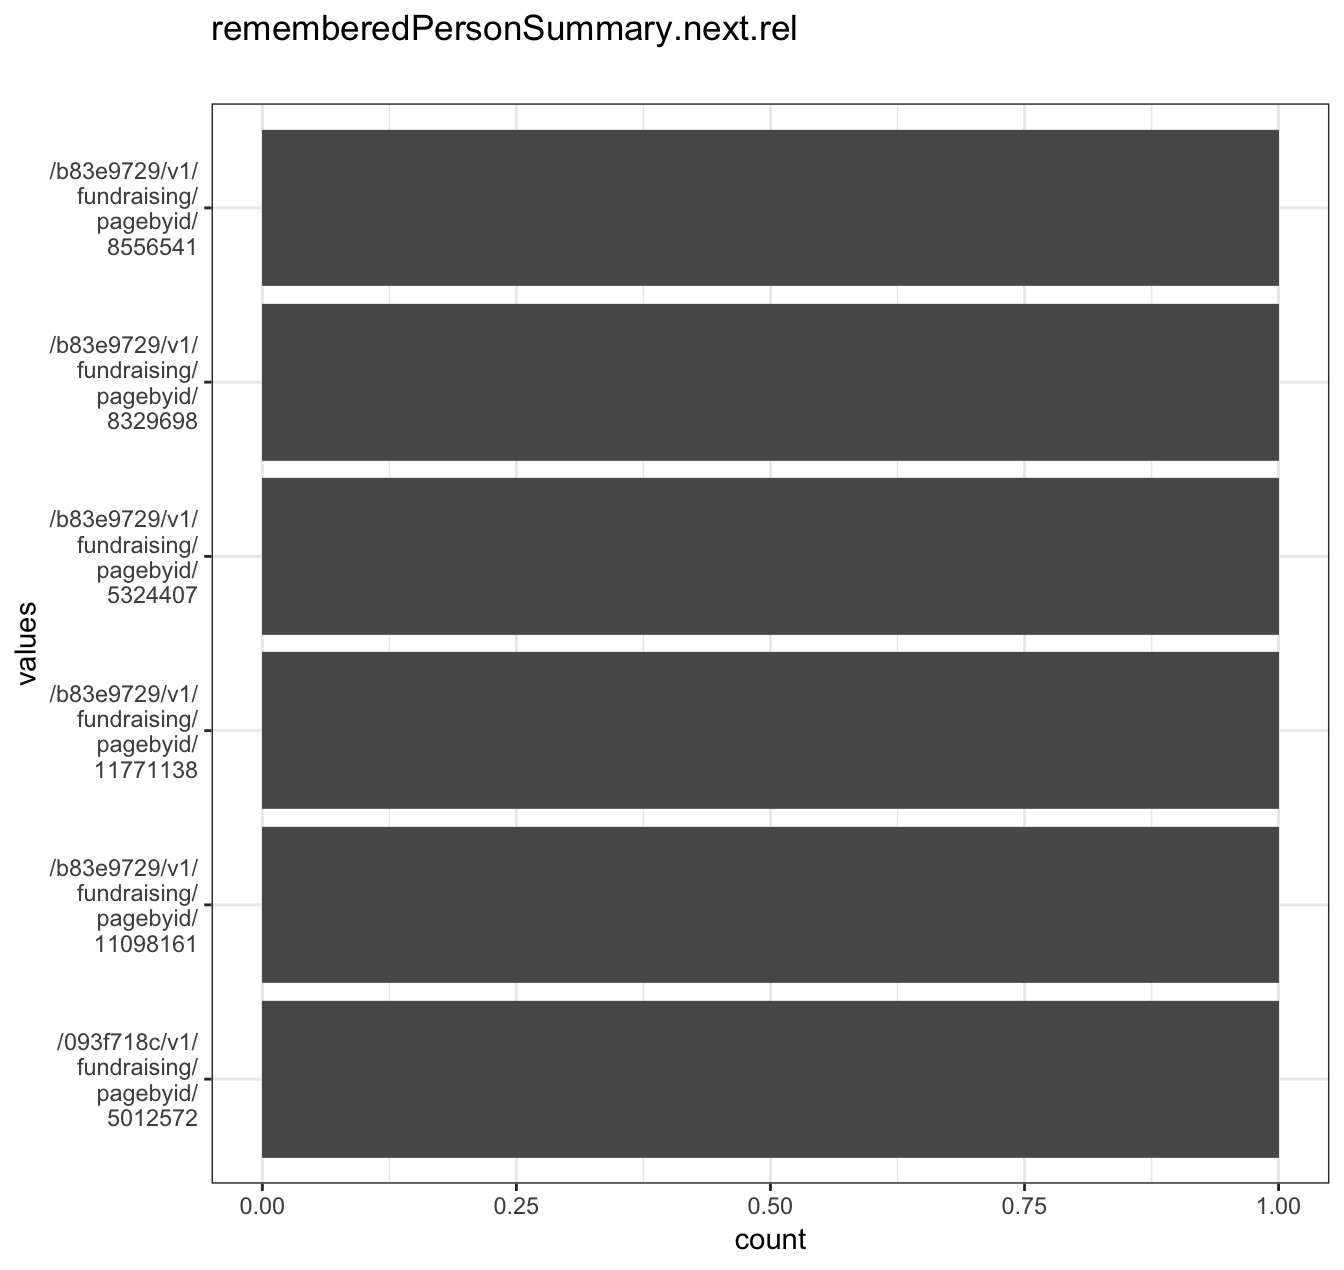 rememberedPersonSummary.next.rel
/b83e9729/v1/
fundraising/
pagebyid/
8556541
/b83e9729/v1/
fundraising/
pagebyid/
8329698
/b83e9729/v1/
fundraising/
pagebyid/
5324407
values
/b83e9729/v1/
fundraising/
pagebyid/
11771138
/b83e9729/v1/
fundraising/
pagebyid/
11098161
/093f718c/v1/
fundraising/
pagebyid/
5012572
0.00 0.25 0.50 0.75 1.00
count